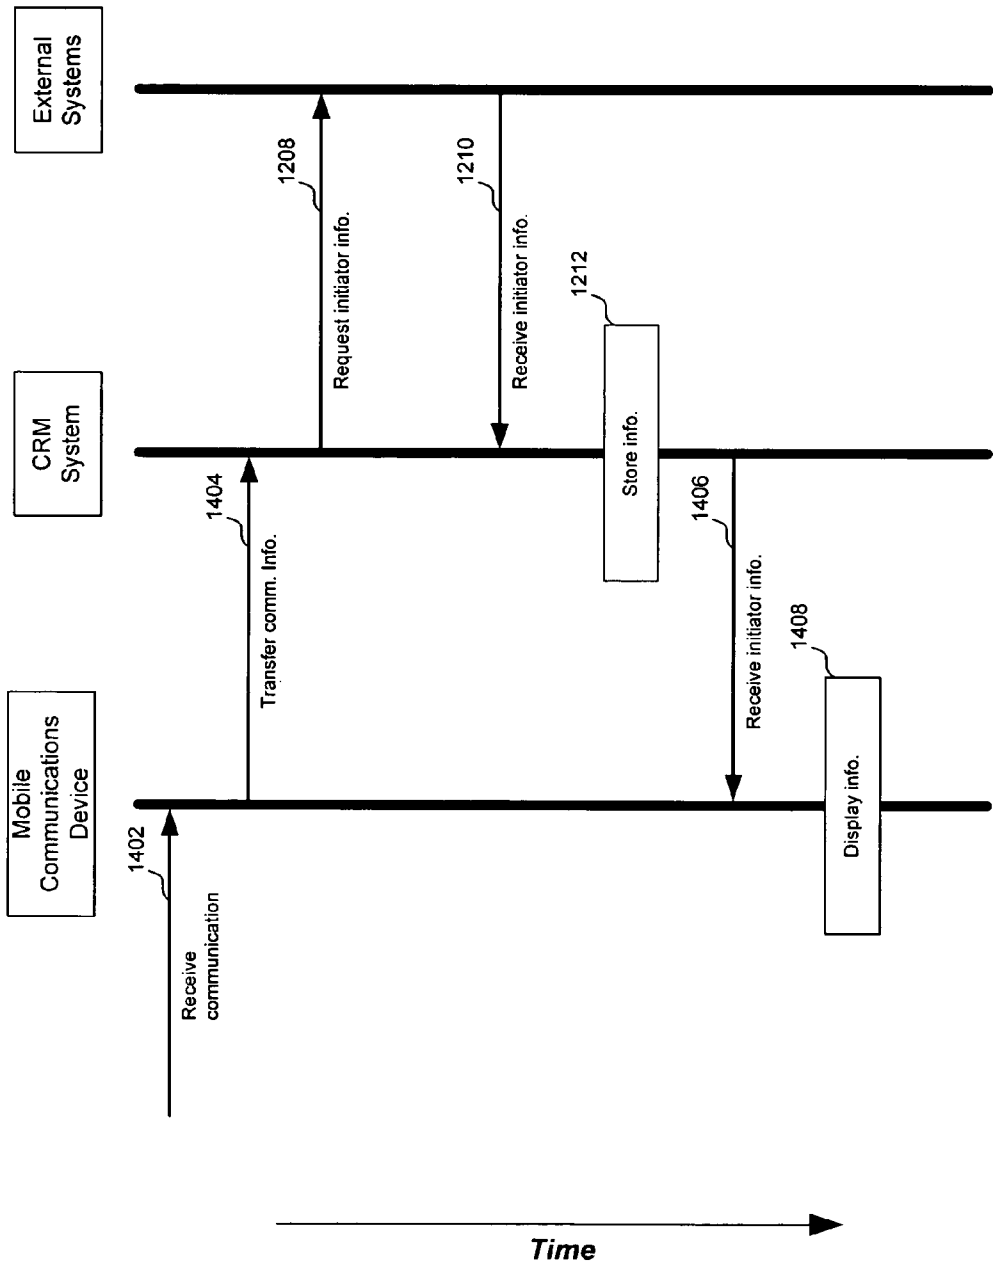 Mobile
Communications
Device
CRM
System
External
Systems
1402
Receive
communication
1404
Transfer comm. Info.
1208
Request initiator info.
1210
Receive initiator info.
1212
Store info.
1406
Receive initiator info.
1408
Display info.
Time